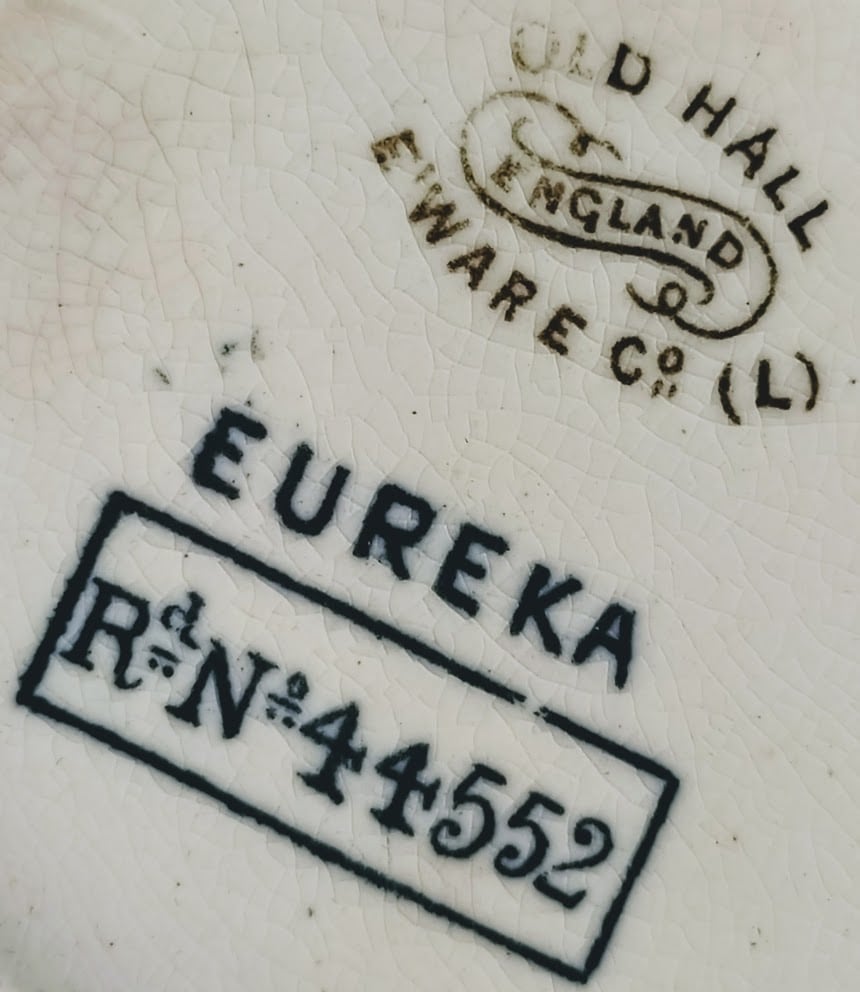 OLD HALL
ENGLAND
E'WARE Co (L)
EUREKA
Rd No 44552